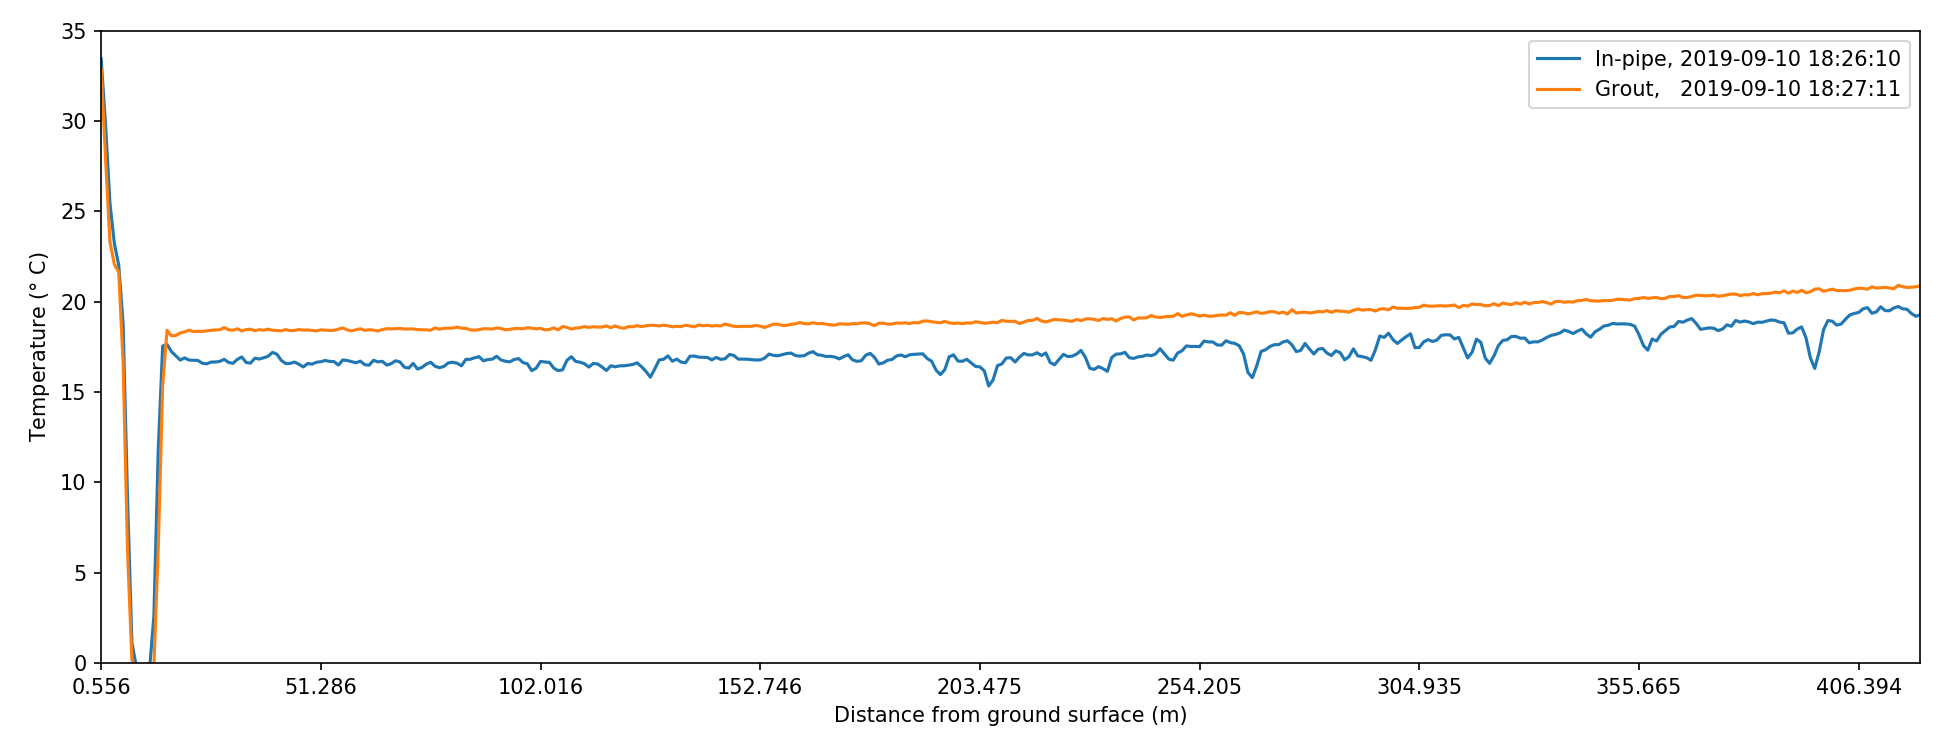 35
30
25
20
15
10
5
0
Temperature (° C)
In-pipe, 2019-09-10 18:26:10
Grout,   2019-09-10 18:27:11
0.556 51.286 102.016 152.746 203.475 254.205 304.935 355.665 406.394
Distance from ground surface (m)